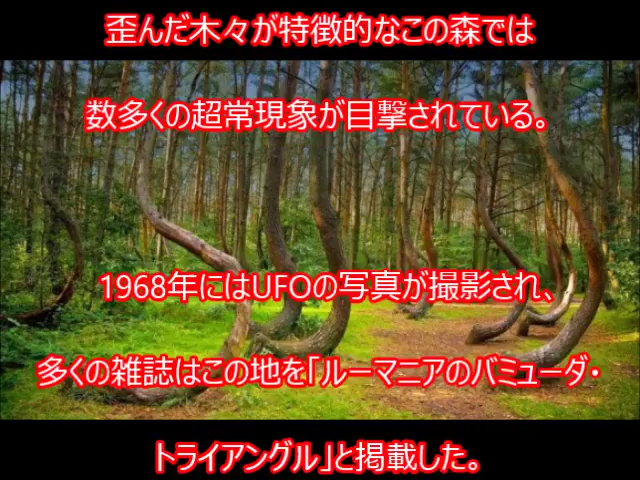 歪んだ木々が特徴的なこの森では
数多くの超常現象が目撃されている。
1968年にはUFOの写真が撮影され、
多くの雑誌はこの地を「ルーマニアのバミューダ・
トライアングル」と掲載した。